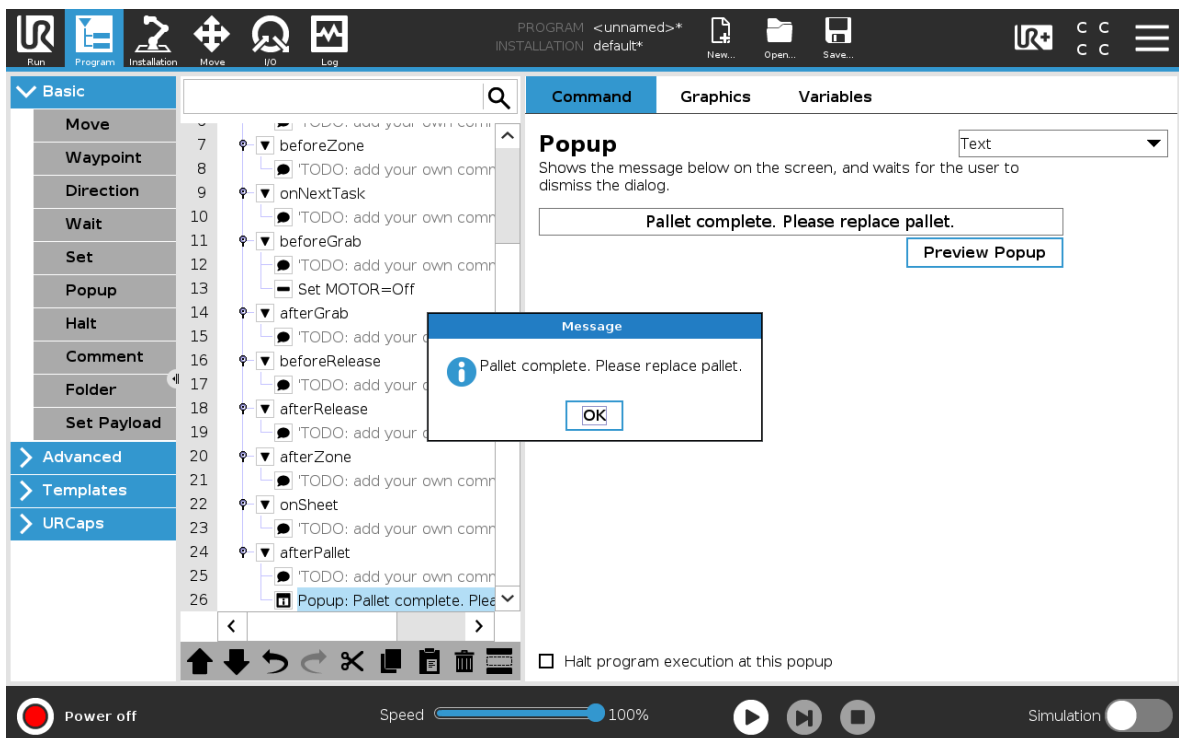 PROGRAM <unnamed>*
INSTALLATION default*
UR
Run
Program
Installation
Move
I/O
Log
New...
Open...
Save...
UR+
C C
C C
Basic
Move
Waypoint
Direction
Wait
Set
Popup
Halt
Comment
Folder
Set Payload
Advanced
Templates
URCaps
7 beforeZone
8 'TODO: add your own comm
9 onNextTask
10 'TODO: add your own comm
11 beforeGrab
12 'TODO: add your own comm
13 Set MOTOR=Off
14 afterGrab
15 'TODO: add your
16 beforeRelease
17 'TODO: add your
18 afterRelease
19 'TODO: add your
20 afterZone
21 'TODO: add your own comm
22 onSheet
23 'TODO: add your own comm
24 afterPallet
25 'TODO: add your own comm
26 Popup: Pallet complete. Plea
Command
Graphics
Variables
Popup
Text
Shows the message below on the screen, and waits for the user to
dismiss the dialog.
Pallet complete. Please replace pallet.
Preview Popup
Message
Pallet complete. Please replace pallet.
OK
Halt program execution at this popup
Power off
Speed
100%
Simulation